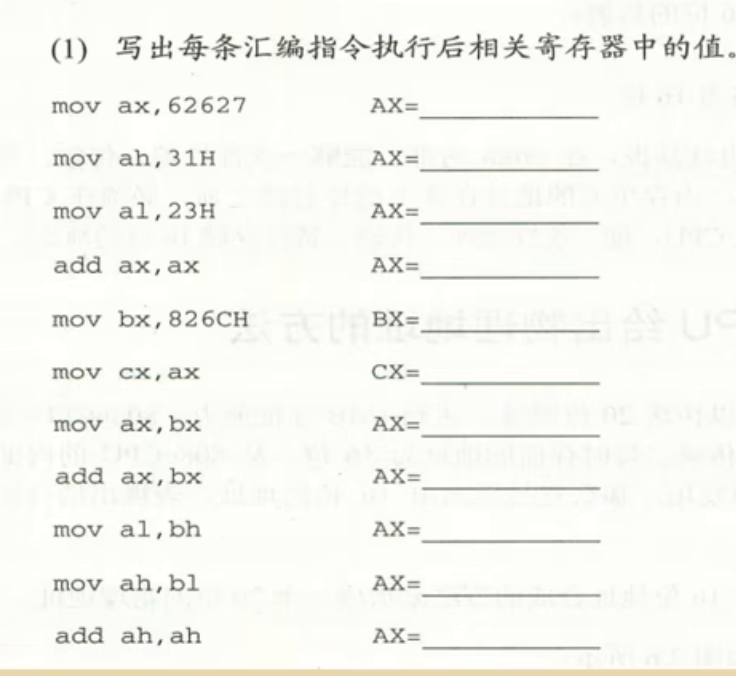 (1) 写出每条汇编指令执行后相关寄存器中的值。
mov ax,62627 AX=
mov ah,31H AX=
mov al,23H AX=
add ax,ax AX=
mov bx,826CH BX=
mov cx,ax CX=
mov ax,bx AX=
add ax,bx AX=
mov al,bh AX=
mov ah,bl AX=
add ah,ah AX=